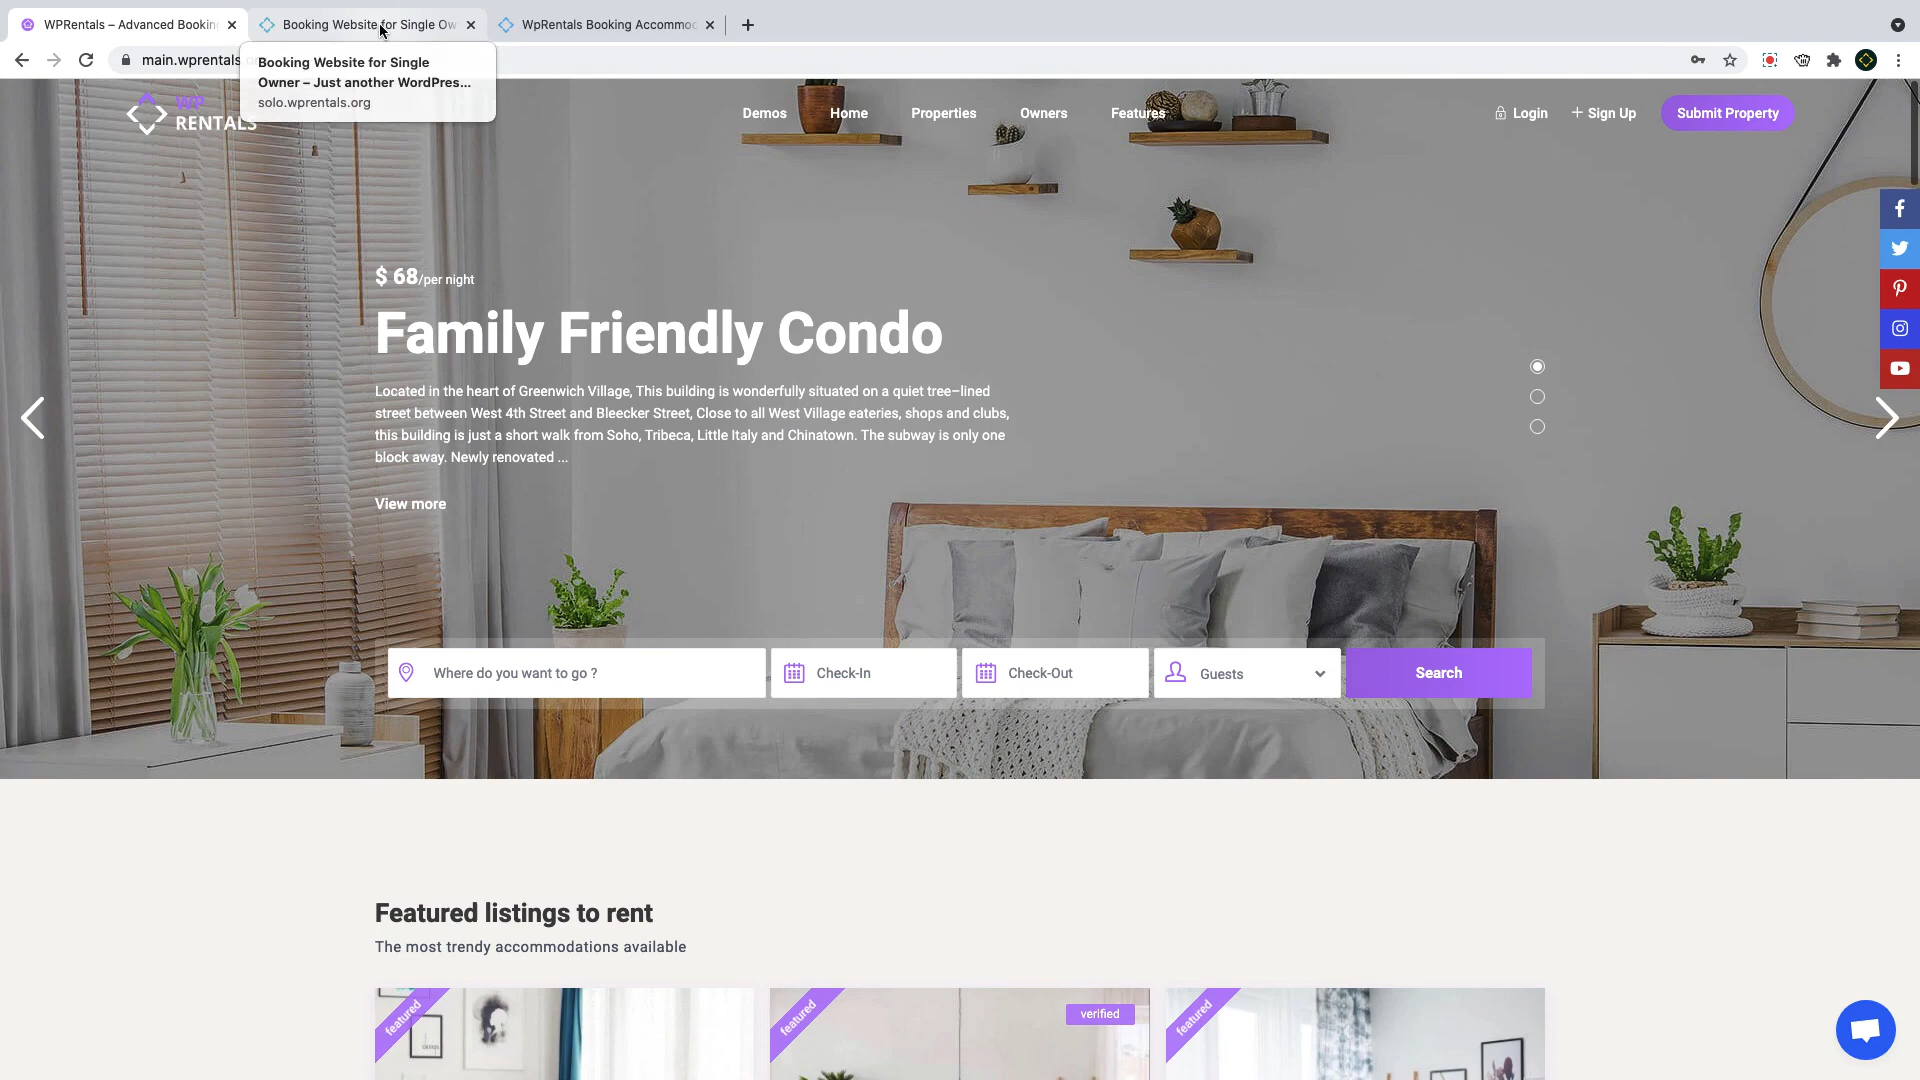 WPRentals – Advanced Bookin
Booking Website for Single Ow
WpRentals Booking Accommod
main.wprentals
Booking Website for Single
Owner – Just another WordPres...
solo.wprentals.org
WP
RENTALS
Demos
Home
Properties
Owners
Features
Login
+ Sign Up
Submit Property
$ 68/per night
Family Friendly Condo
Located in the heart of Greenwich Village, This building is wonderfully situated on a quiet tree–lined
street between West 4th Street and Bleecker Street, Close to all West Village eateries, shops and clubs,
this building is just a short walk from Soho, Tribeca, Little Italy and Chinatown. The subway is only one
block away. Newly renovated ...
View more
Where do you want to go ?
Check-In
Check-Out
Guests
Search
Featured listings to rent
The most trendy accommodations available
featured
featured
verified
featured